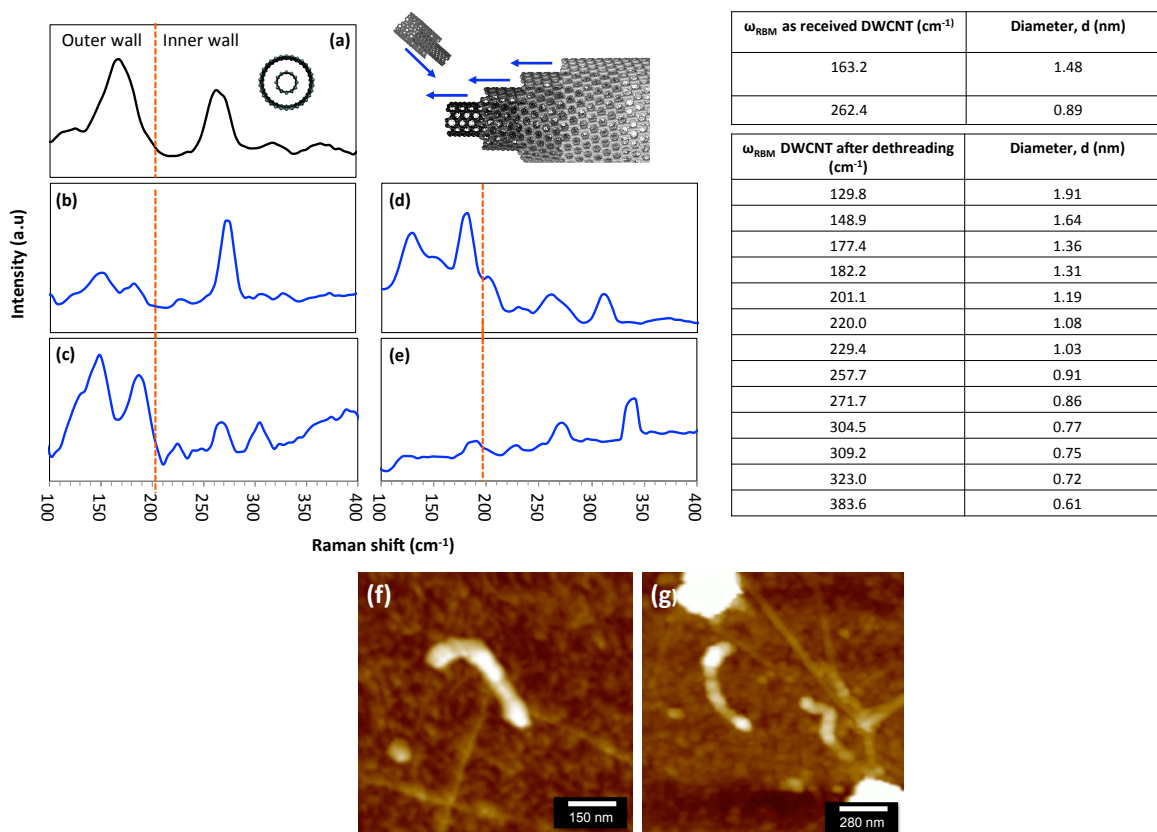 Outer wall
Inner wall
(a)
(b)
(d)
(c)
(e)
Intensity (a.u)
100
150
200
250
300
350
400
100
150
200
250
300
350
400
Raman shift (cm-1)
ωRBM as received DWCNT (cm-1) Diameter, d (nm)
163.2 1.48
262.4 0.89
ωRBM DWCNT after dethreading Diameter, d (nm)
(cm-1)
129.8 1.91
148.9 1.64
177.4 1.36
182.2 1.31
201.1 1.19
220.0 1.08
229.4 1.03
257.7 0.91
271.7 0.86
304.5 0.77
309.2 0.75
323.0 0.72
383.6 0.61
(f)
150 nm
(g)
280 nm